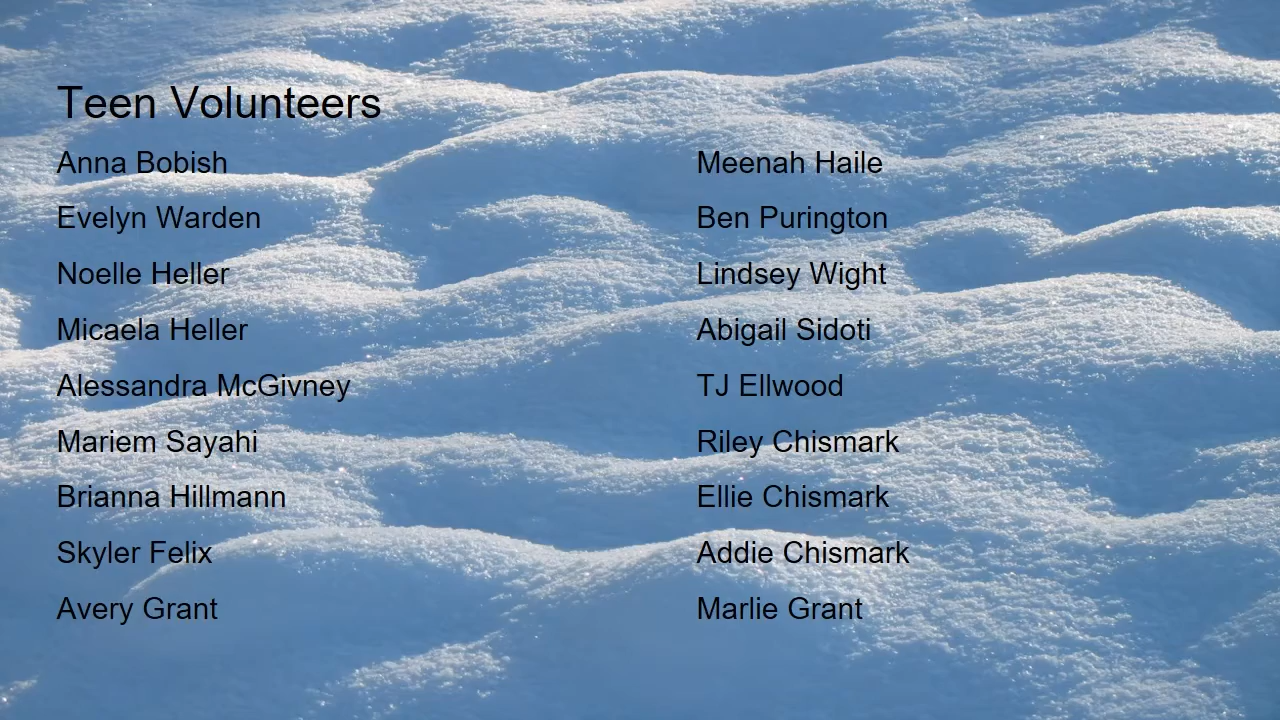 Teen Volunteers
Anna Bobish
Evelyn Warden
Noelle Heller
Micaela Heller
Alessandra McGivney
Mariem Sayahi
Brianna Hillmann
Skyler Felix
Avery Grant
Meenah Haile
Ben Purington
Lindsey Wight
Abigail Sidoti
TJ Ellwood
Riley Chismark
Ellie Chismark
Addie Chismark
Marlie Grant